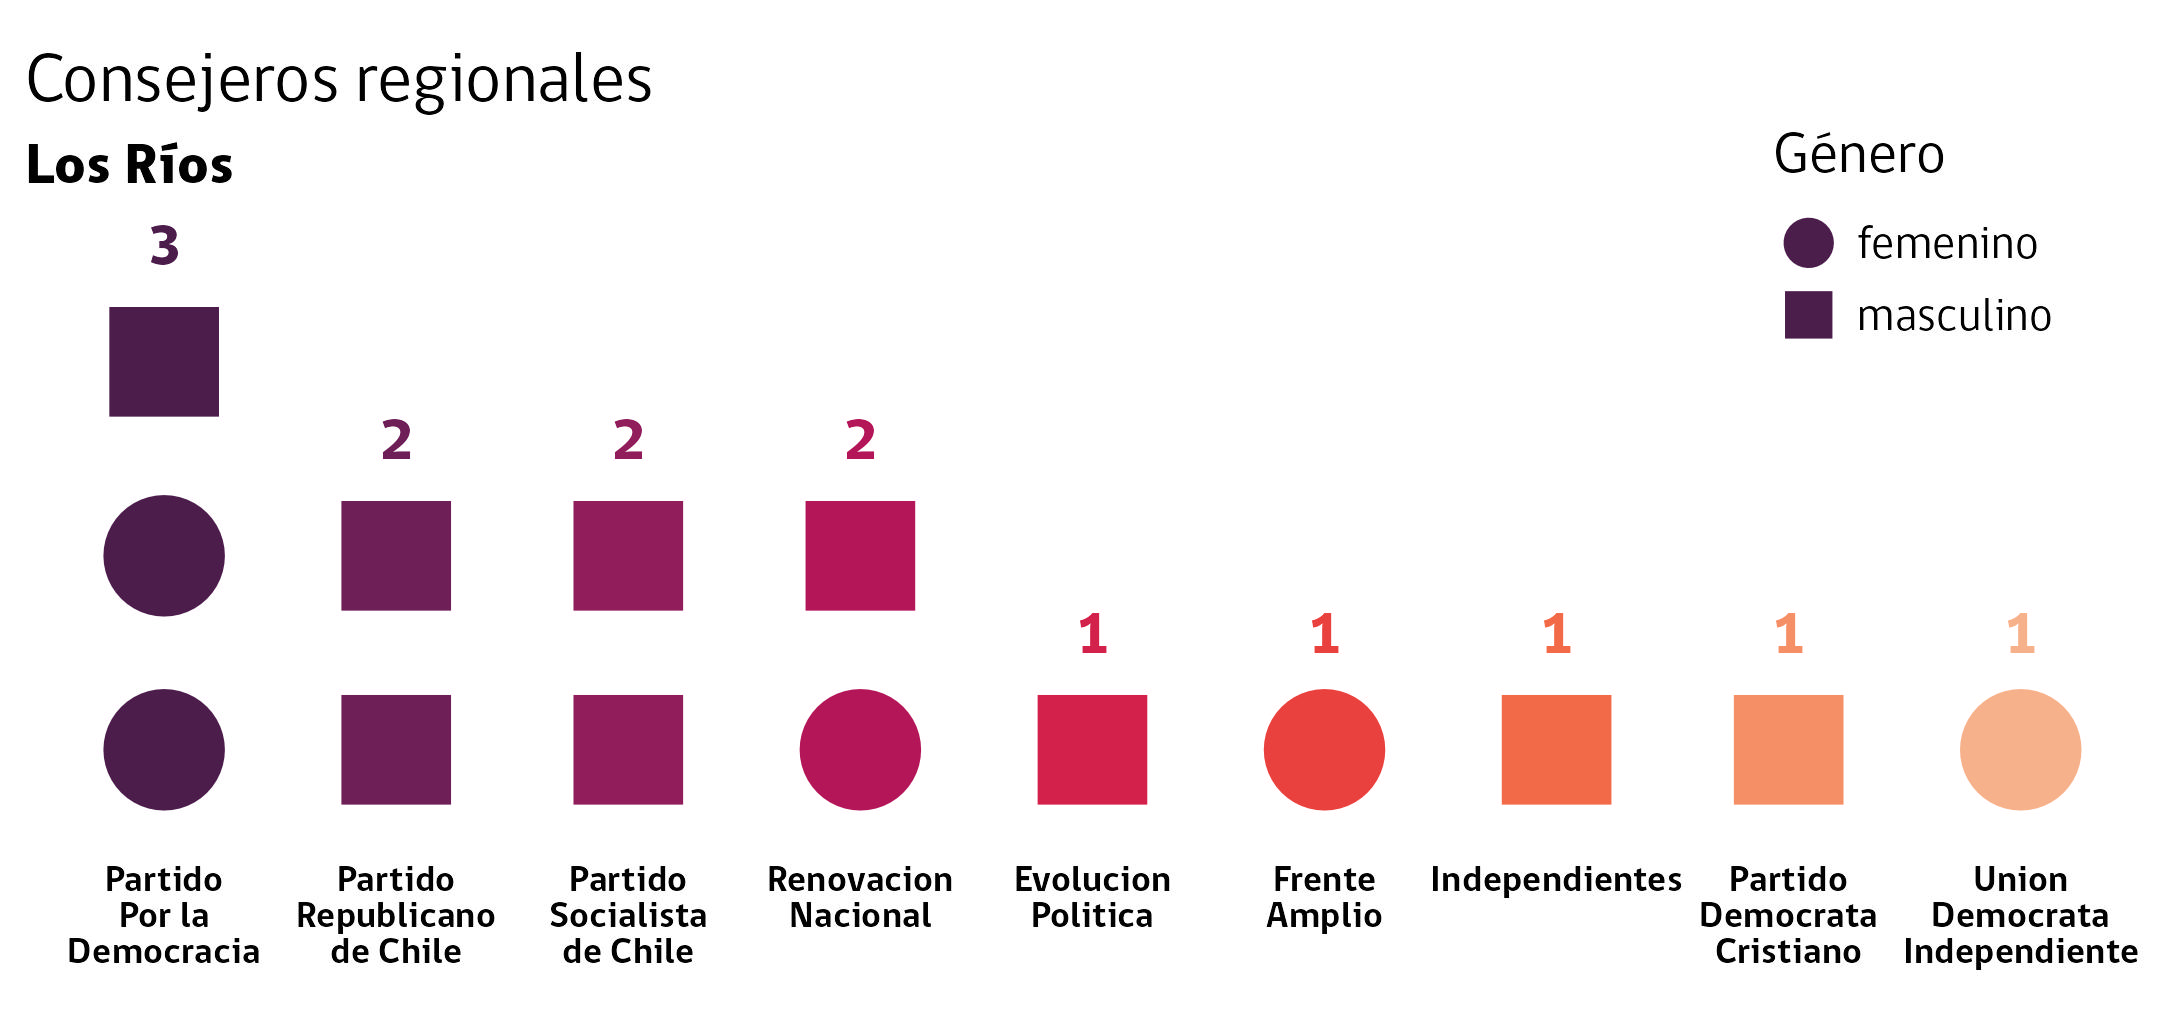 Consejeros regionales
Los Ríos
Género
femenino
masculino
3
2
2
2
1
1
1
1
1
Partido
Por la
Democracia
Partido
Republicano
de Chile
Partido
Socialista
de Chile
Renovacion
Nacional
Evolucion
Politica
Frente
Amplio
Independientes
Partido
Democrata
Cristiano
Union
Democrata
Independiente